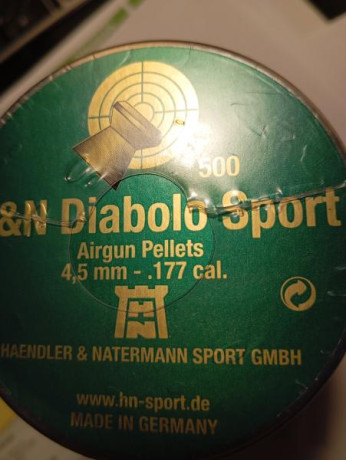 500
&N Diabolo Sport
Airgun Pellets
4,5 mm - .177 cal.
HN
HAENDLER & NATERMANN SPORT GMBH
www.hn-sport.de
MADE IN GERMANY